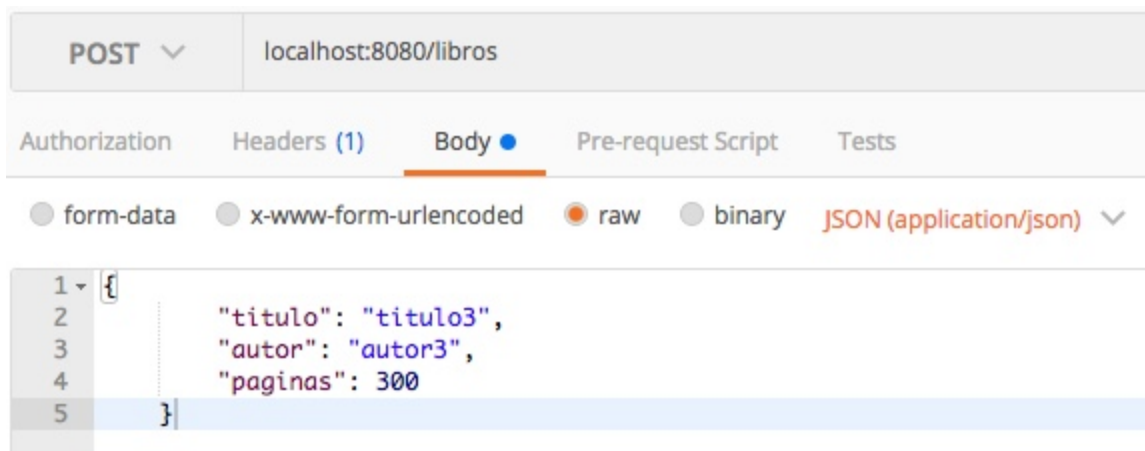 POST localhost:8080/libros
Authorization Headers (1) Body Pre-request Script Tests
form-data x-www-form-urlencoded raw binary JSON (application/json)
1 {
2 "titulo": "titulo3",
3 "autor": "autor3",
4 "paginas": 300
5 }